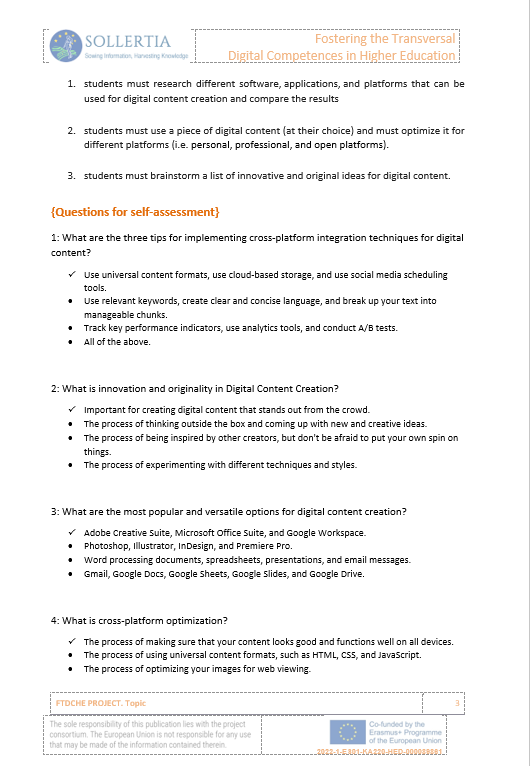 SOLLERTIA
Sowing Information, Harvesting Knowledge
Fostering the Transversal
Digital Competences in Higher Education
1. students must research different software, applications, and platforms that can be
used for digital content creation and compare the results
2. students must use a piece of digital content (at their choice) and must optimize it for
different platforms (i.e. personal, professional, and open platforms).
3. students must brainstorm a list of innovative and original ideas for digital content.
{Questions for self-assessment}
1: What are the three tips for implementing cross-platform integration techniques for digital
content?
✓ Use universal content formats, use cloud-based storage, and use social media scheduling
tools.
• Use relevant keywords, create clear and concise language, and break up your text into
manageable chunks.
• Track key performance indicators, use analytics tools, and conduct A/B tests.
• All of the above.
2: What is innovation and originality in Digital Content Creation?
✓ Important for creating digital content that stands out from the crowd.
• The process of thinking outside the box and coming up with new and creative ideas.
• The process of being inspired by other creators, but don't be afraid to put your own spin on
things.
• The process of experimenting with different techniques and styles.
3: What are the most popular and versatile options for digital content creation?
✓ Adobe Creative Suite, Microsoft Office Suite, and Google Workspace.
• Photoshop, Illustrator, InDesign, and Premiere Pro.
• Word processing documents, spreadsheets, presentations, and email messages.
• Gmail, Google Docs, Google Sheets, Google Slides, and Google Drive.
4: What is cross-platform optimization?
✓ The process of making sure that your content looks good and functions well on all devices.
• The process of using universal content formats, such as HTML, CSS, and JavaScript.
• The process of optimizing your images for web viewing.
FTDCHE PROJECT. Topic
3
The sole responsibility of this publication lies with the project
consortium. The European Union is not responsible for any use
that may be made of the information contained therein.
Co-funded by the
Erasmus+ Programme
of the European Union